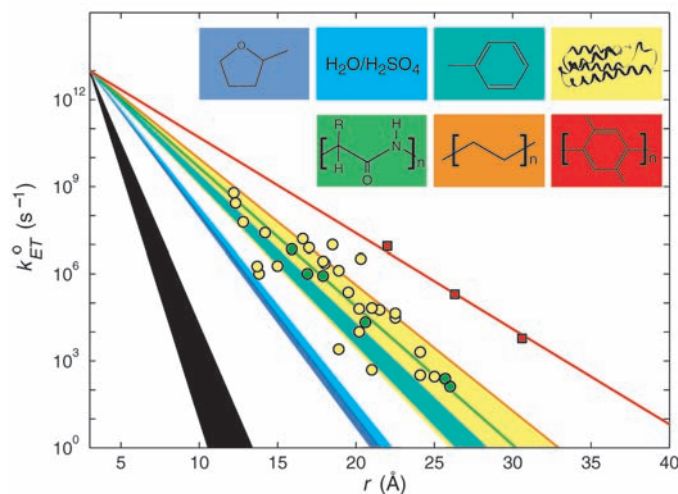 O
H₂O/H₂SO₄
R
H
N
H
O
[ ]n
[ ]n
[ ]n
10¹²
10⁹
10⁶
10³
10⁰
k°ET (s⁻¹)
5 10 15 20 25 30 35 40
r (Å)